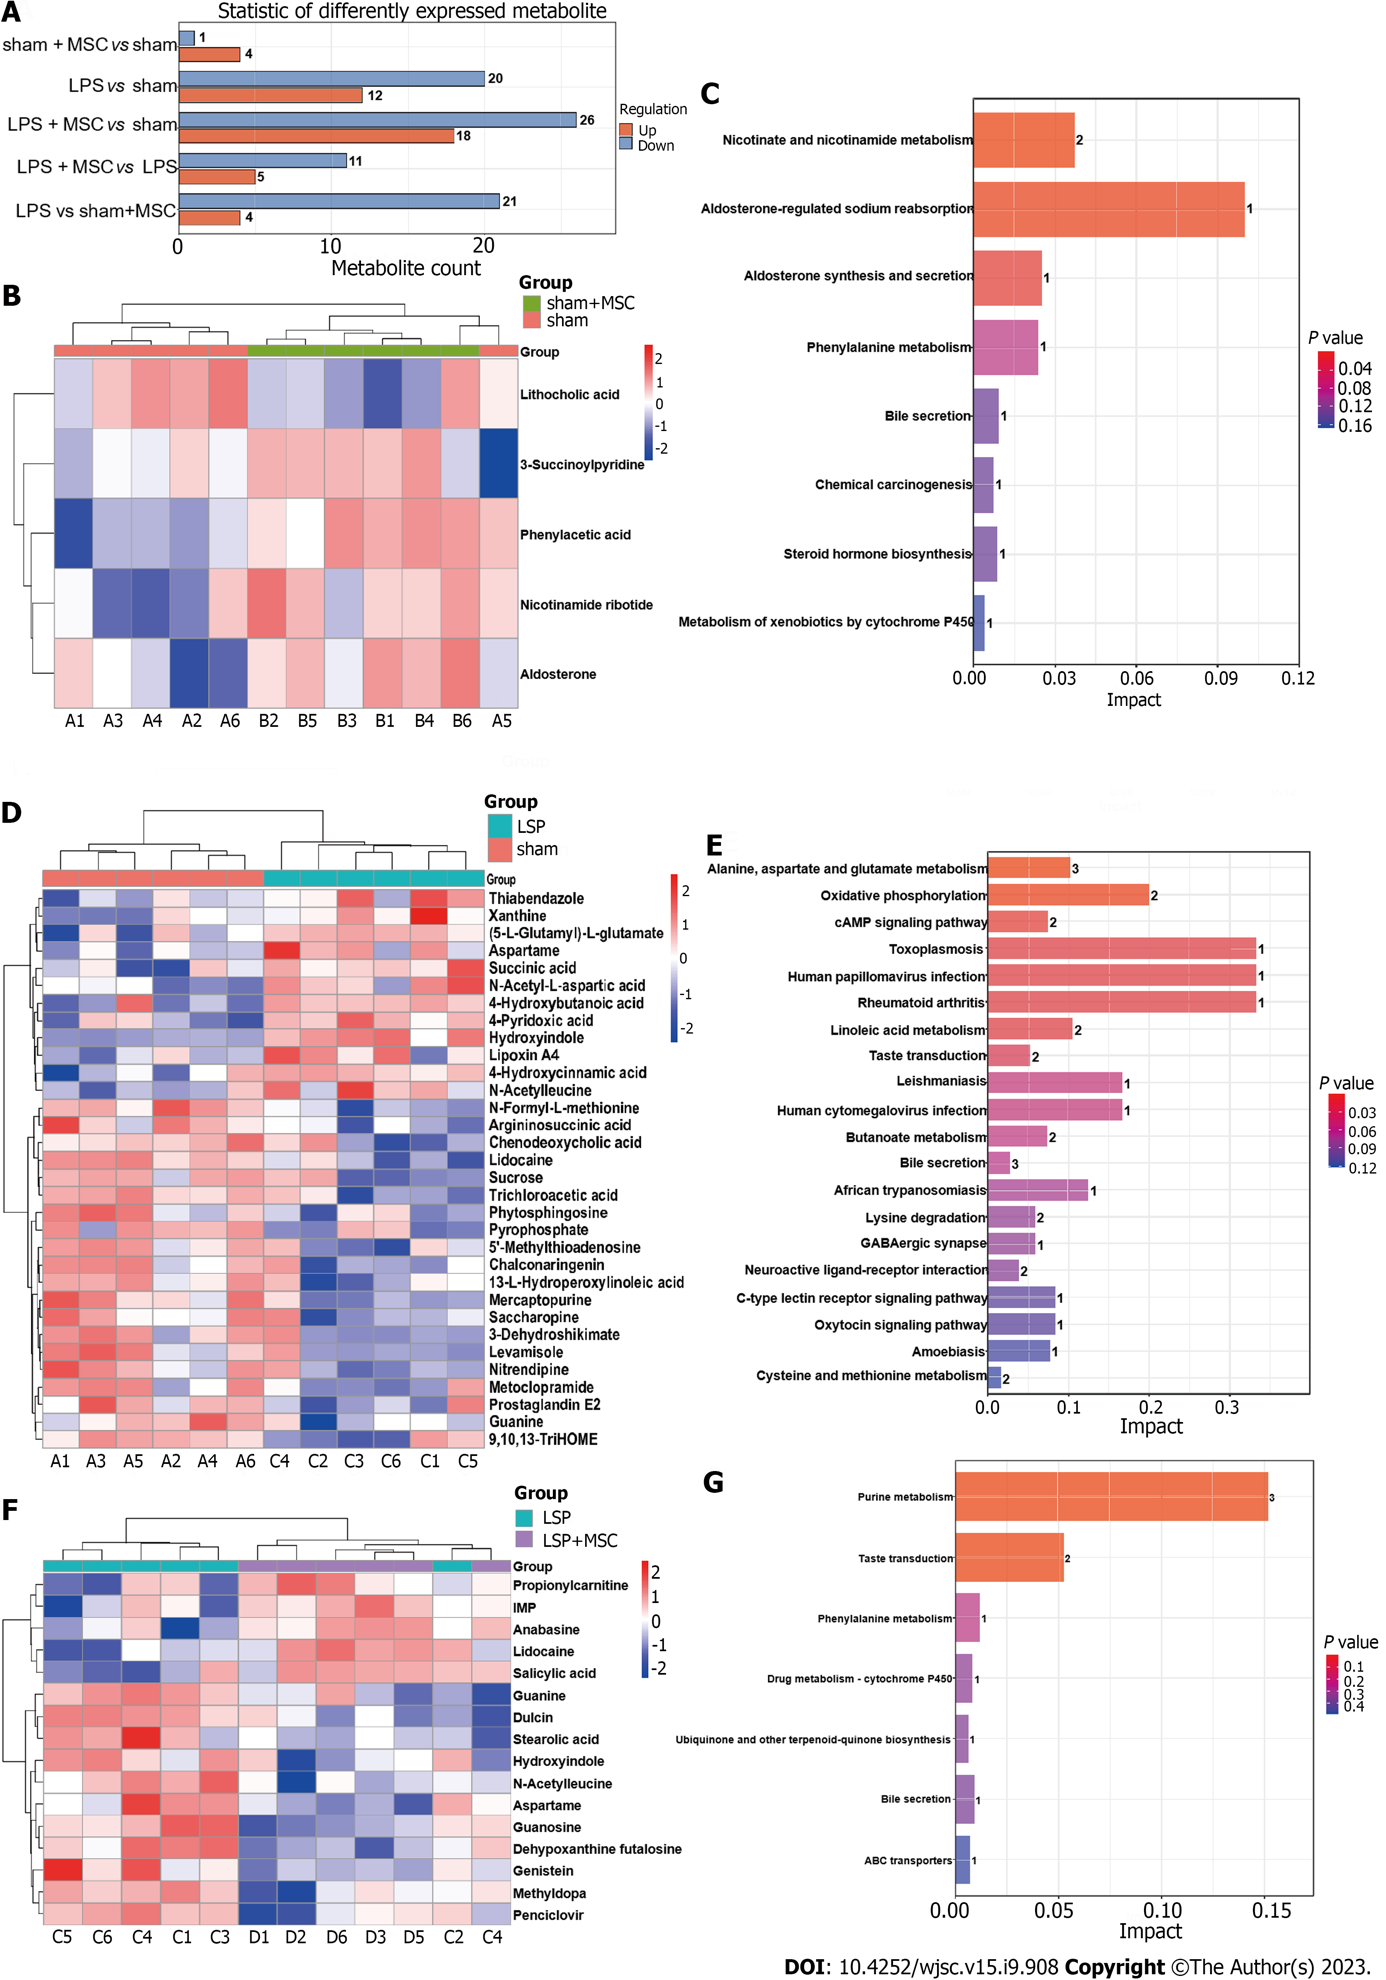 A
Statistic of differently expressed metabolite
sham + MSC vs sham
1
4
LPS vs sham
20
12
LPS + MSC vs sham
26
18
LPS + MSC vs LPS
11
5
LPS vs sham+MSC
21
4
0 10 20
Metabolite count
Regulation
Up
Down
B
Group
sham+MSC
sham
Group
Lithocholic acid
3-Succinoylpyridine
Phenylacetic acid
Nicotinamide ribotide
Aldosterone
2
1
0
-1
-2
A1 A3 A4 A2 A6 B2 B5 B3 B1 B4 B6 A5
C
Nicotinate and nicotinamide metabolism 2
Aldosterone-regulated sodium reabsorption 1
Aldosterone synthesis and secretion 1
Phenylalanine metabolism 1
Bile secretion 1
Chemical carcinogenesis 1
Steroid hormone biosynthesis 1
Metabolism of xenobiotics by cytochrome P450 1
0.00 0.03 0.06 0.09 0.12
Impact
P value
0.04
0.08
0.12
0.16
D
Group
LSP
sham
Group
Thiabendazole
Xanthine
(5-L-Glutamyl)-L-glutamate
Aspartame
Succinic acid
N-Acetyl-L-aspartic acid
4-Hydroxybutanoic acid
4-Pyridoxic acid
Hydroxyindole
Lipoxin A4
4-Hydroxycinnamic acid
N-Acetylleucine
N-Formyl-L-methionine
Argininosuccinic acid
Chenodeoxycholic acid
Lidocaine
Sucrose
Trichloroacetic acid
Phytosphingosine
Pyrophosphate
5'-Methylthioadenosine
Chalconaringenin
13-L-Hydroperoxylinoleic acid
Mercaptopurine
Saccharopine
3-Dehydroshikimate
Levamisole
Nitrendipine
Metoclopramide
Prostaglandin E2
Guanine
9,10,13-TriHOME
2
1
0
-1
-2
A1 A3 A5 A2 A4 A6 C4 C2 C3 C6 C1 C5
E
Alanine, aspartate and glutamate metabolism 3
Oxidative phosphorylation 2
cAMP signaling pathway 2
Toxoplasmosis 1
Human papillomavirus infection 1
Rheumatoid arthritis 1
Linoleic acid metabolism 2
Taste transduction 2
Leishmaniasis 1
Human cytomegalovirus infection 1
Butanoate metabolism 2
Bile secretion 3
African trypanosomiasis 1
Lysine degradation 2
GABAergic synapse 1
Neuroactive ligand-receptor interaction 2
C-type lectin receptor signaling pathway 1
Oxytocin signaling pathway 1
Amoebiasis 1
Cysteine and methionine metabolism 2
0.0 0.1 0.2 0.3
Impact
P value
0.03
0.06
0.09
0.12
F
Group
LSP
LSP+MSC
Group
Propionylcarnitine
IMP
Anabasine
Lidocaine
Salicylic acid
Guanine
Dulcin
Stearolic acid
Hydroxyindole
N-Acetylleucine
Aspartame
Guanosine
Dehypoxanthine futalosine
Genistein
Methyldopa
Penciclovir
2
1
0
-1
-2
C5 C6 C4 C1 C3 D1 D2 D6 D3 D5 C2 C4
G
Purine metabolism 3
Taste transduction 2
Phenylalanine metabolism 1
Drug metabolism - cytochrome P450 1
Ubiquinone and other terpenoid-quinone biosynthesis 1
Bile secretion 1
ABC transporters 1
0.00 0.05 0.10 0.15
Impact
P value
0.1
0.2
0.3
0.4
DOI: 10.4252/wjsc.v15.i9.908 Copyright ©The Author(s) 2023.